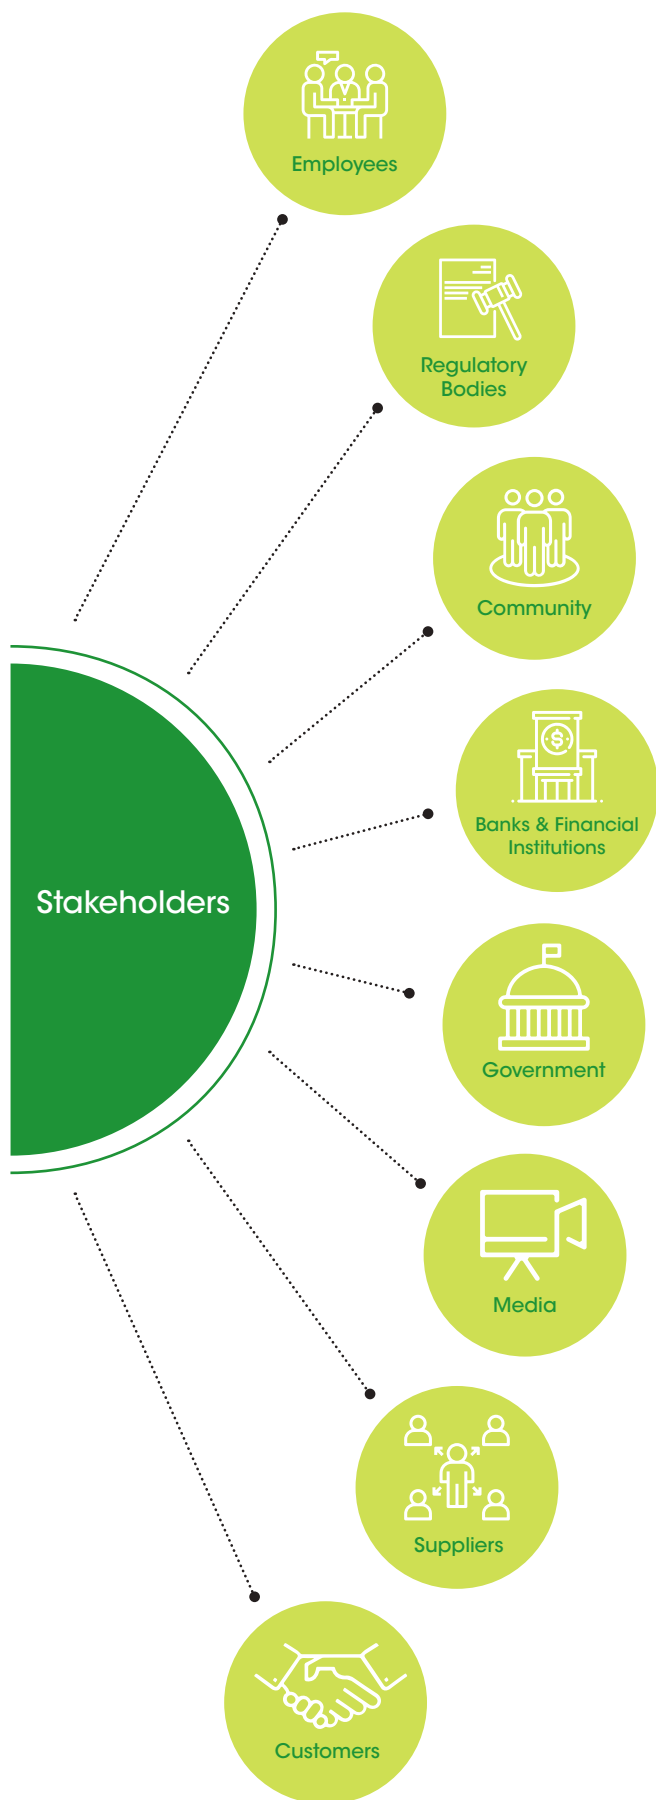 Employees
Regulatory
Bodies
Community
Banks & Financial
Institutions
Stakeholders
Government
Media
Suppliers
Customers